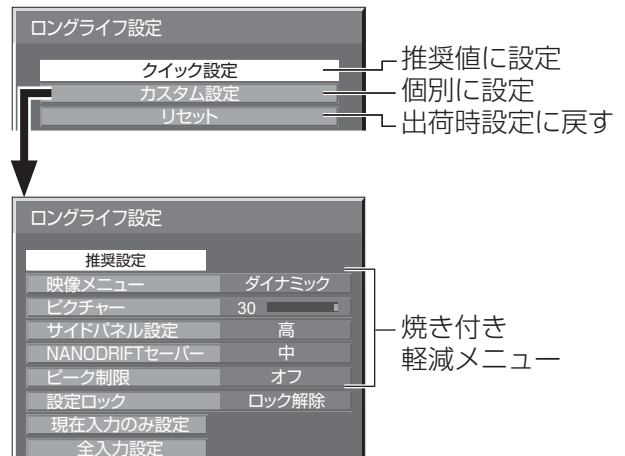 ロングライフ設定
クイック設定
カスタム設定
リセット
推奨値に設定
個別に設定
出荷時設定に戻す
ロングライフ設定
推奨設定
映像メニュー ダイナミック
ピクチャー 30
サイドパネル設定 高
NANODRIFTセーバー 中
ピーク制限 オフ
設定ロック ロック解除
現在入力のみ設定
全入力設定
焼き付き
軽減メニュー